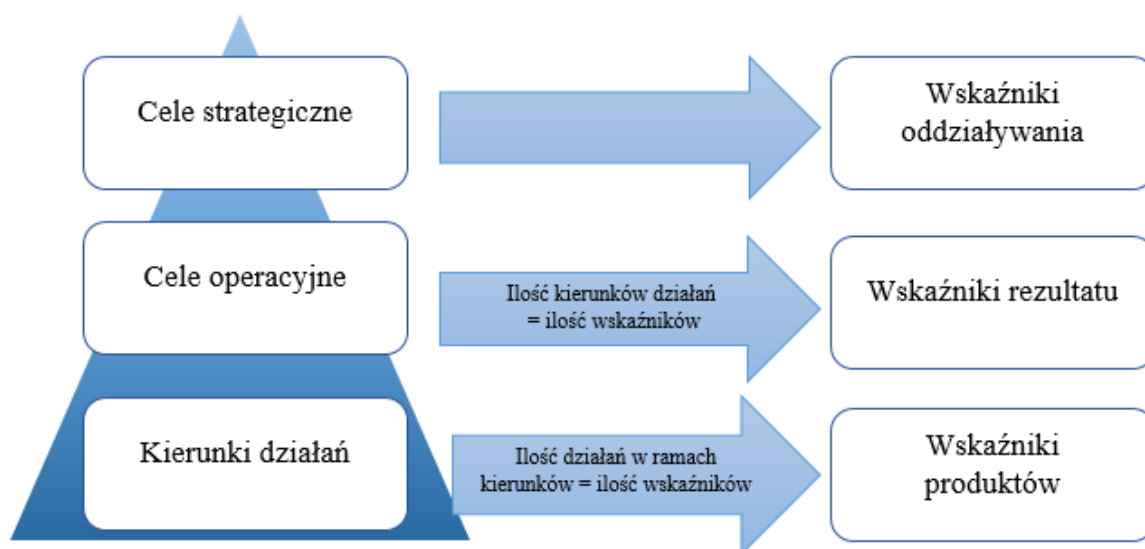 Cele strategiczne
Wskaźniki
oddziaływania
Cele operacyjne
Ilość kierunków działań
= ilość wskaźników
Wskaźniki rezultatu
Kierunki działań
Ilość działań w ramach
kierunków = ilość wskaźników
Wskaźniki
produktów